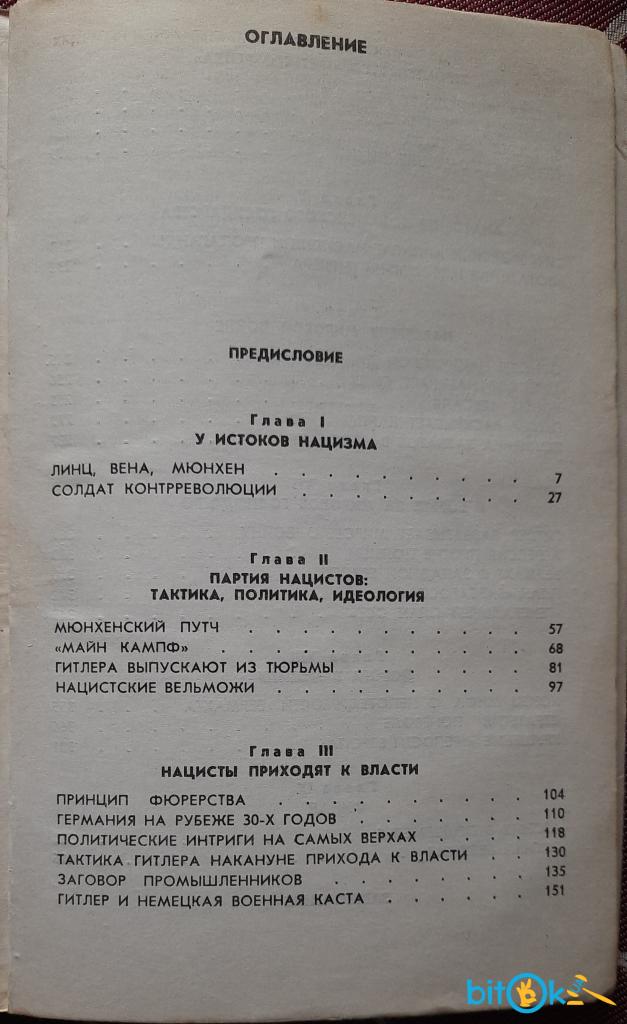 ОГЛАВЛЕНИЕ
ПРЕДИСЛОВИЕ
Глава I
У ИСТОКОВ НАЦИЗМА
ЛИНЦ, ВЕНА, МЮНХЕН . . . . . . . . . . 7
СОЛДАТ КОНТРРЕВОЛЮЦИИ . . . . . . . . . 27
Глава II
ПАРТИЯ НАЦИСТОВ:
ТАКТИКА, ПОЛИТИКА, ИДЕОЛОГИЯ
МЮНХЕНСКИЙ ПУТЧ . . . . . . . . . . . 57
«МАЙН КАМПФ» . . . . . . . . . . . . 68
ГИТЛЕРА ВЫПУСКАЮТ ИЗ ТЮРЬМЫ . . . . . . . 81
НАЦИСТСКИЕ ВЕЛЬМОЖИ . . . . . . . . . . 97
Глава III
НАЦИСТЫ ПРИХОДЯТ К ВЛАСТИ
ПРИНЦИП ФЮРЕРСТВА . . . . . . . . . . 104
ГЕРМАНИЯ НА РУБЕЖЕ 30-Х ГОДОВ . . . . . . . 110
ПОЛИТИЧЕСКИЕ ИНТРИГИ НА САМЫХ ВЕРХАХ . . . . 118
ТАКТИКА ГИТЛЕРА НАКАНУНЕ ПРИХОДА К ВЛАСТИ . . 130
ЗАГОВОР ПРОМЫШЛЕННИКОВ . . . . . . . . 135
ГИТЛЕР И НЕМЕЦКАЯ ВОЕННАЯ КАСТА . . . . . . 151
bitOk